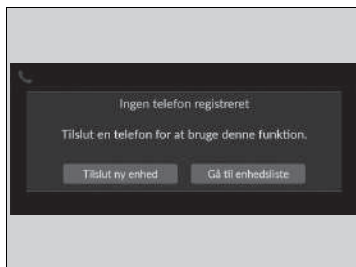 Ingen telefon registreret
Tilslut en telefon for at bruge denne funktion.
Tilslut ny enhed
Gå til enhedsliste